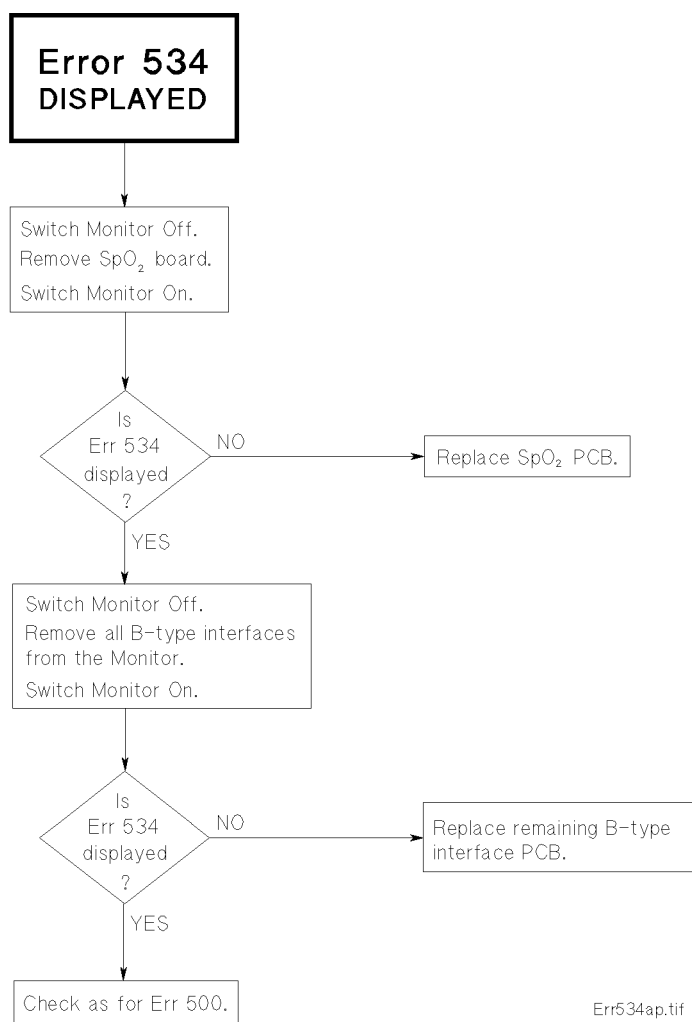 Error 534
DISPLAYED
Switch Monitor Off.
Remove SpO₂ board.
Switch Monitor On.
Is
Err 534
displayed
?
NO
Replace SpO₂ PCB.
YES
Switch Monitor Off.
Remove all B-type interfaces
from the Monitor.
Switch Monitor On.
Is
Err 534
displayed
?
NO
Replace remaining B-type
interface PCB.
YES
Check as for Err 500.
Err534ap.tif